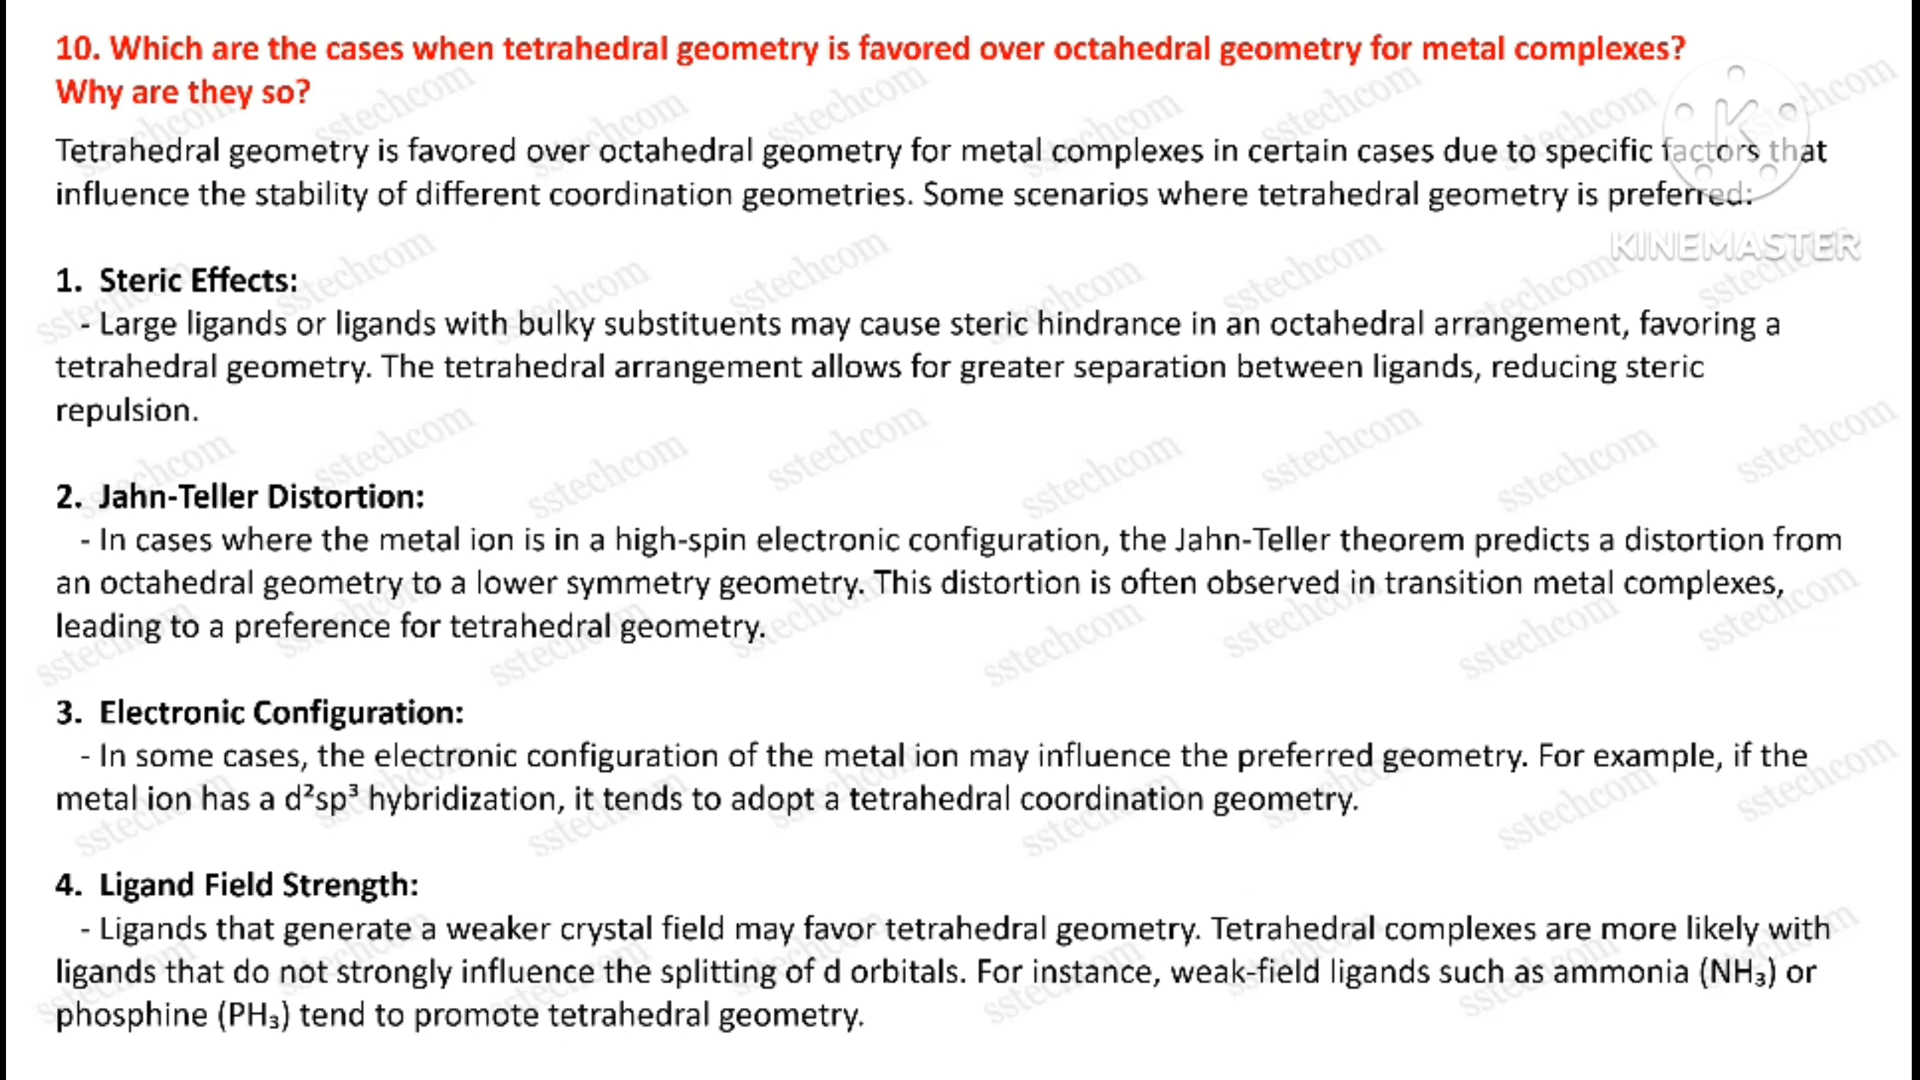 10. Which are the cases when tetrahedral geometry is favored over octahedral geometry for metal complexes?
Why are they so?
Tetrahedral geometry is favored over octahedral geometry for metal complexes in certain cases due to specific factors that
influence the stability of different coordination geometries. Some scenarios where tetrahedral geometry is preferred:
KINEMASTER
1. Steric Effects:
- Large ligands or ligands with bulky substituents may cause steric hindrance in an octahedral arrangement, favoring a
tetrahedral geometry. The tetrahedral arrangement allows for greater separation between ligands, reducing steric
repulsion.
2. Jahn-Teller Distortion:
- In cases where the metal ion is in a high-spin electronic configuration, the Jahn-Teller theorem predicts a distortion from
an octahedral geometry to a lower symmetry geometry. This distortion is often observed in transition metal complexes,
leading to a preference for tetrahedral geometry.
3. Electronic Configuration:
- In some cases, the electronic configuration of the metal ion may influence the preferred geometry. For example, if the
metal ion has a d²sp³ hybridization, it tends to adopt a tetrahedral coordination geometry.
4. Ligand Field Strength:
- Ligands that generate a weaker crystal field may favor tetrahedral geometry. Tetrahedral complexes are more likely with
ligands that do not strongly influence the splitting of d orbitals. For instance, weak-field ligands such as ammonia (NH₃) or
phosphine (PH₃) tend to promote tetrahedral geometry.
sstechcom